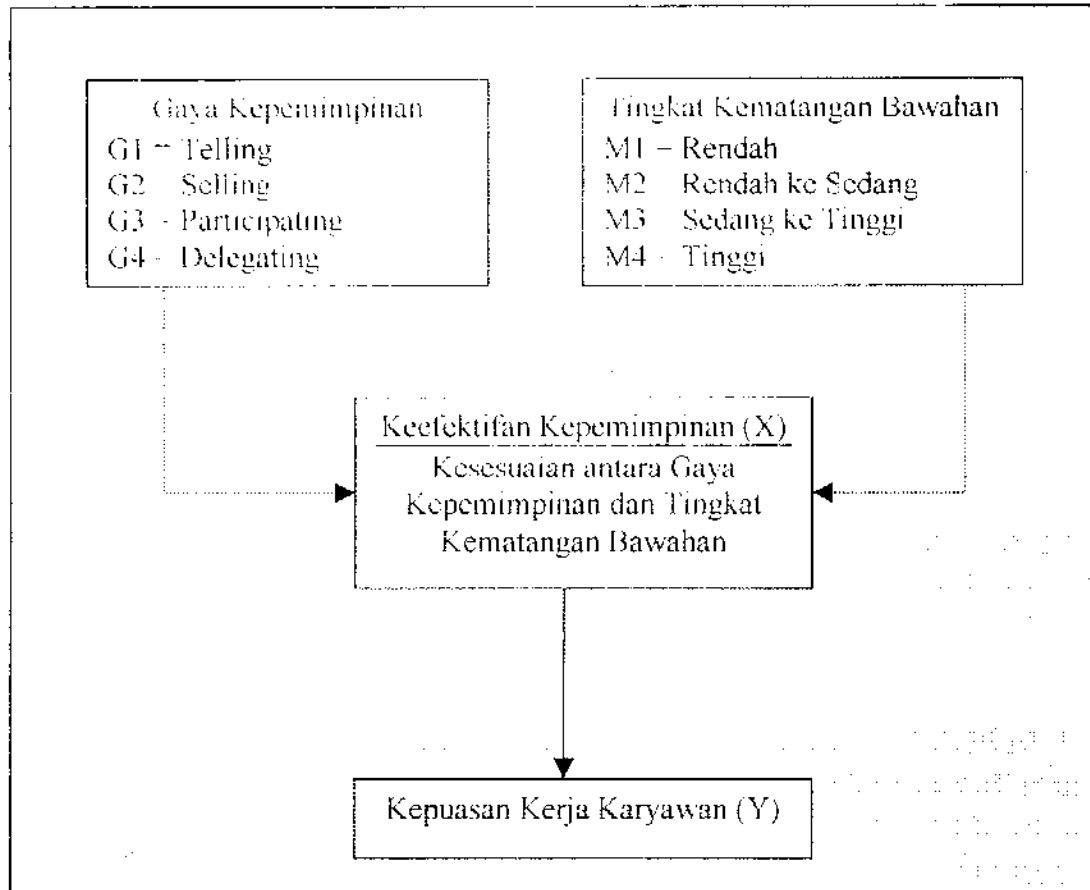 Gaya Kepemimpinan
G1 – Telling
G2 Selling
G3 - Participating
G4 - Delegating
Tingkat Kematangan Bawahan
M1 – Rendah
M2 Rendah ke Sedang
M3 Sedang ke Tinggi
M4 - Tinggi
Keefektifan Kepemimpinan (X)
Kesesuaian antara Gaya
Kepemimpinan dan Tingkat
Kematangan Bawahan
Kepuasan Kerja Karyawan (Y)